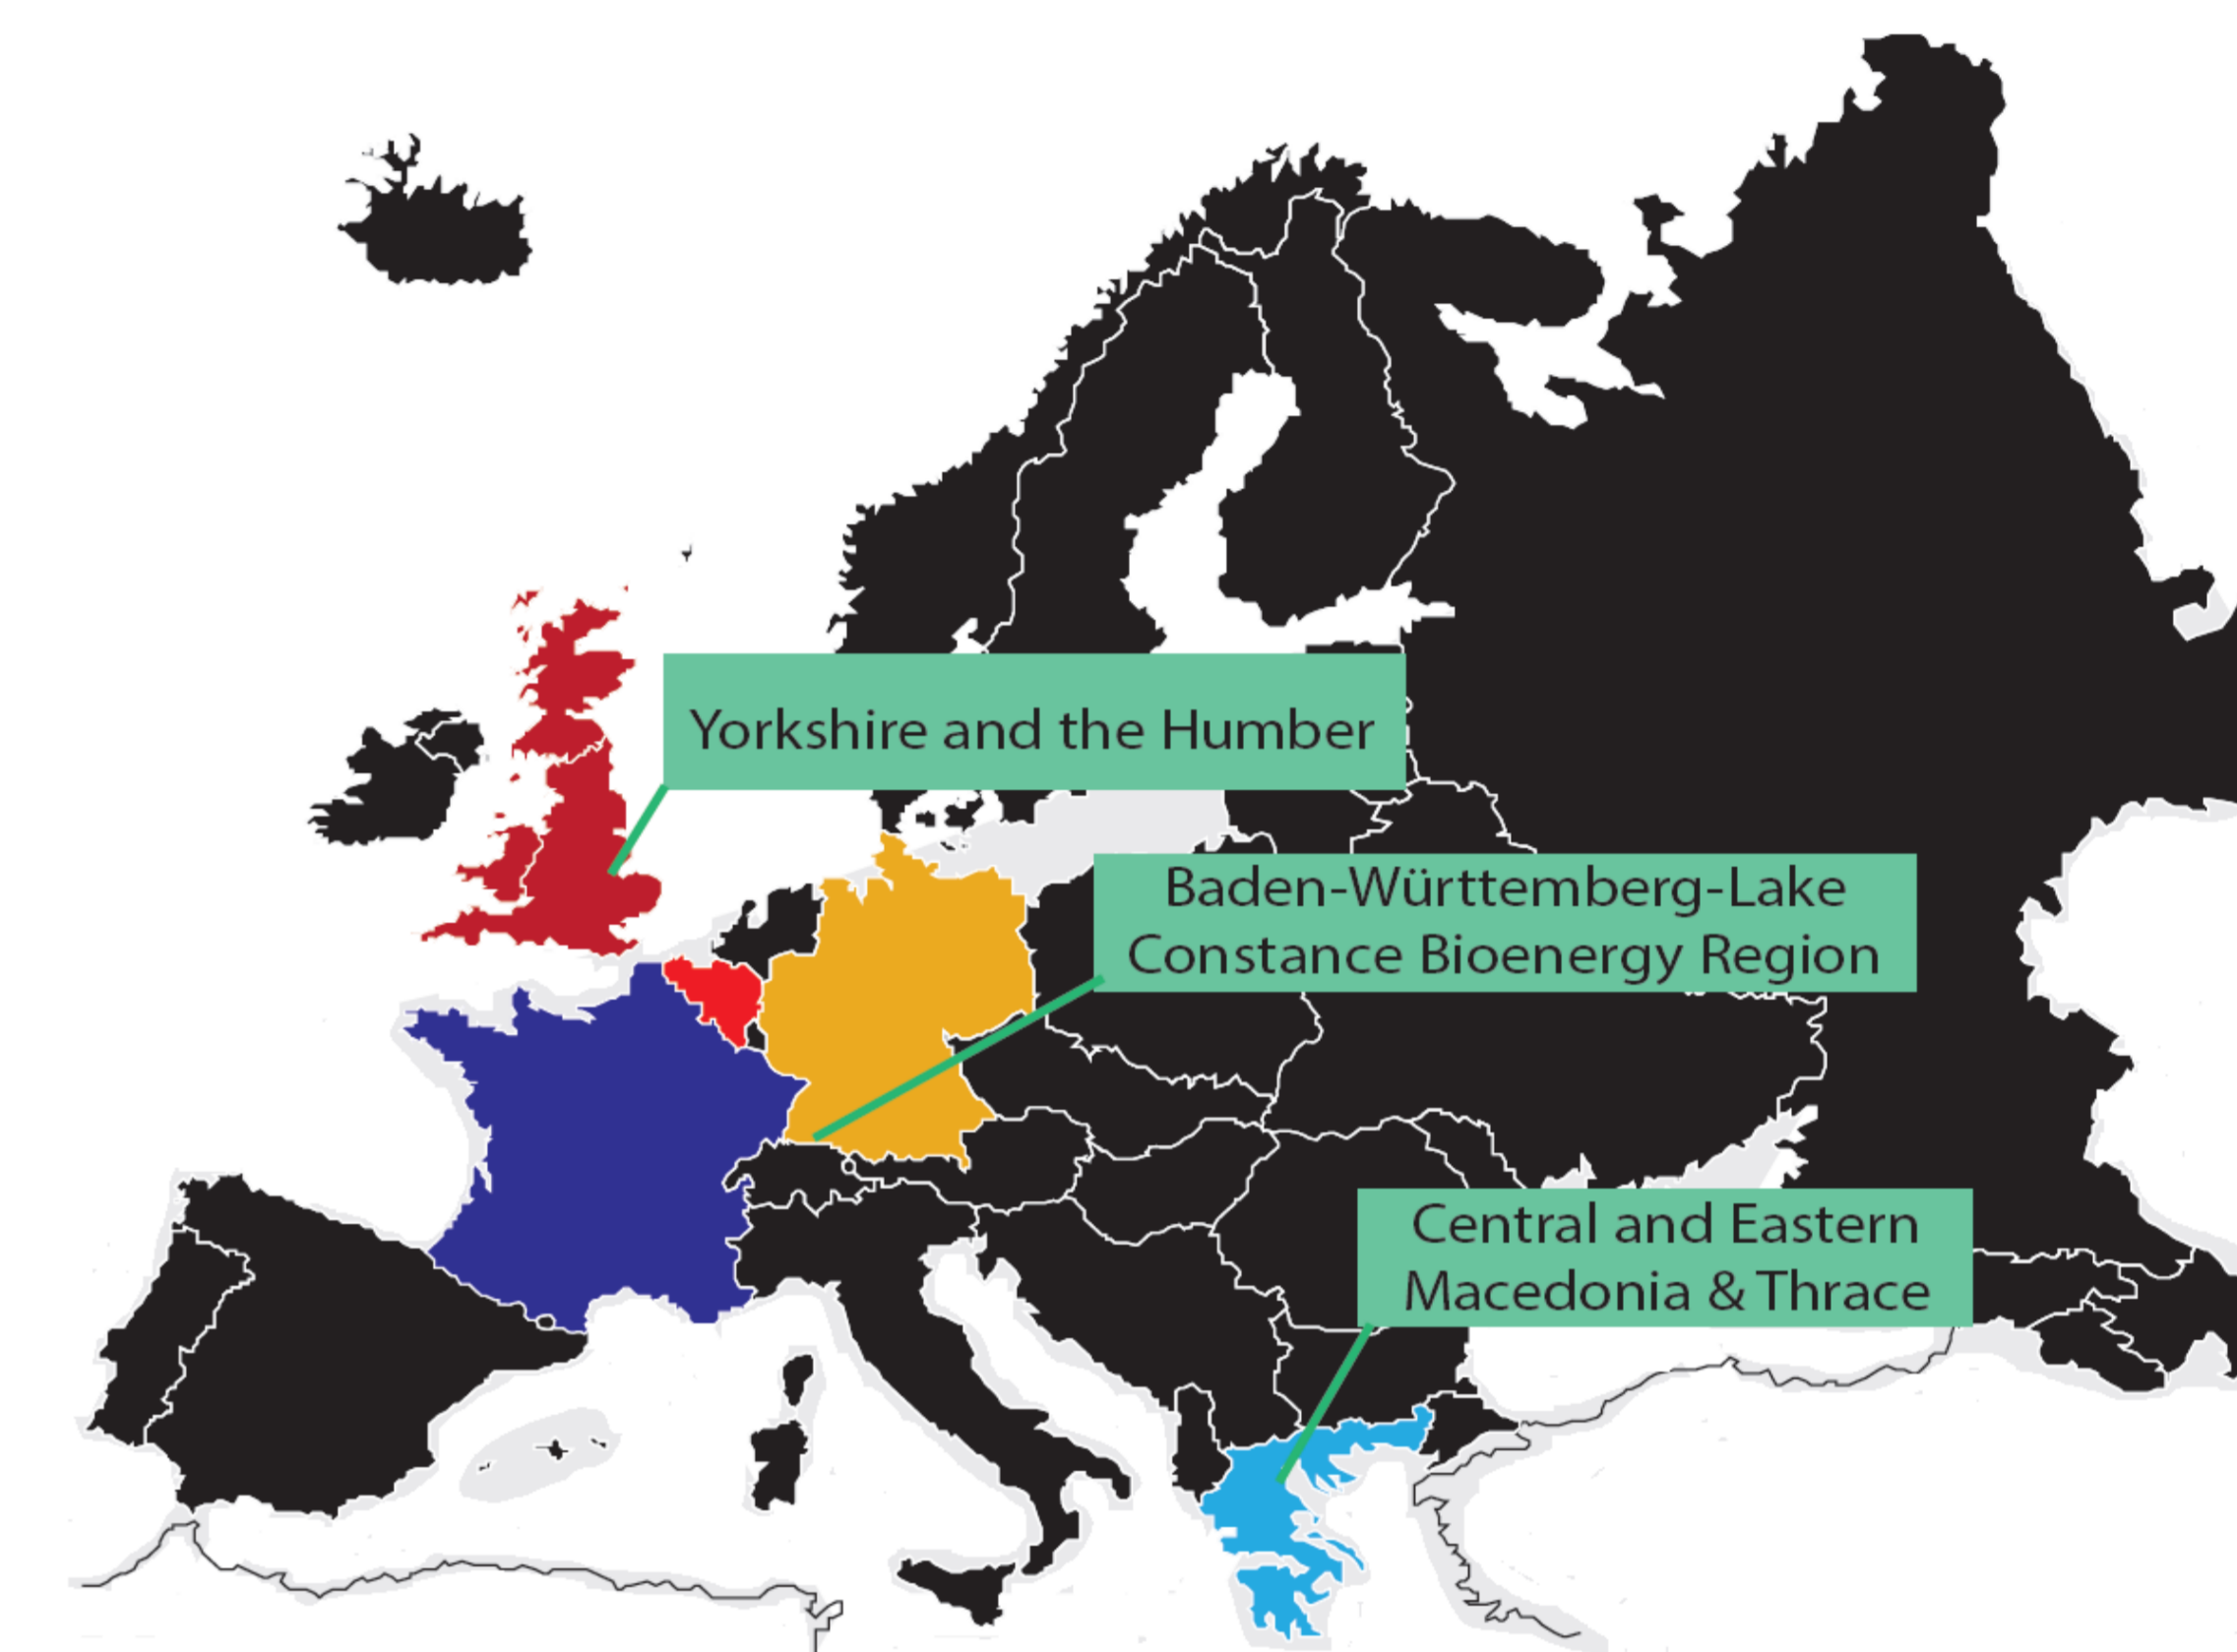 Yorkshire and the Humber
Baden-Württemberg-Lake
Constance Bioenergy Region
Central and Eastern
Macedonia & Thrace